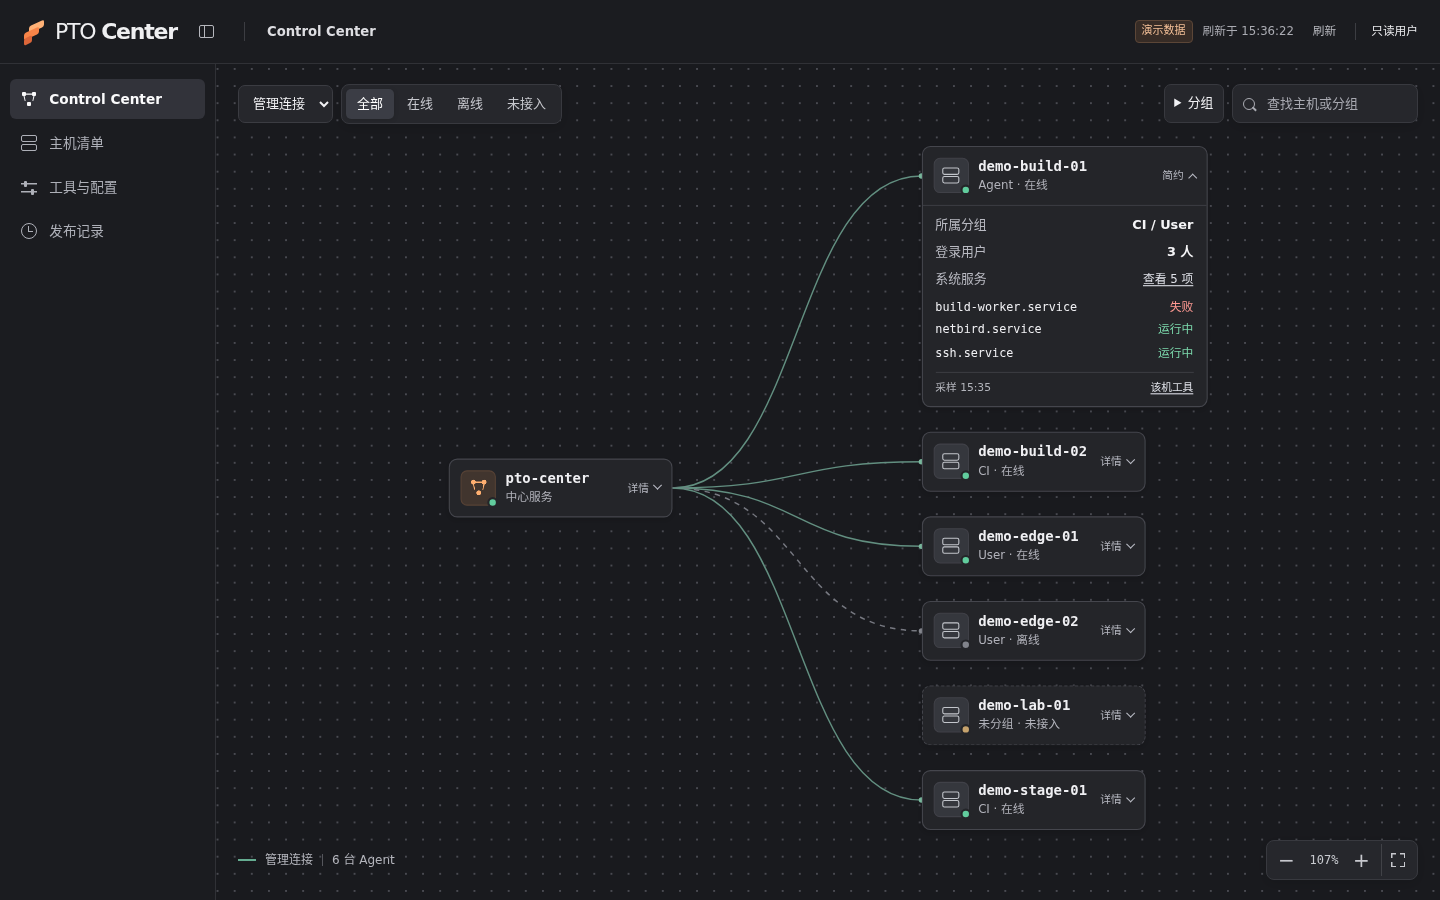 PTO Center
Control Center
演示数据
刷新于 15:36:22
刷新
只读用户
Control Center
主机清单
工具与配置
发布记录
管理连接
全部
在线
离线
未接入
分组
查找主机或分组
demo-build-01
Agent · 在线
简约
所属分组 CI / User
登录用户 3 人
系统服务 查看 5 项
build-worker.service 失败
netbird.service 运行中
ssh.service 运行中
采样 15:35 该机工具
pto-center
中心服务
详情
demo-build-02
CI · 在线
详情
demo-edge-01
User · 在线
详情
demo-edge-02
User · 离线
详情
demo-lab-01
未分组 · 未接入
详情
demo-stage-01
CI · 在线
详情
管理连接
6 台 Agent
107%